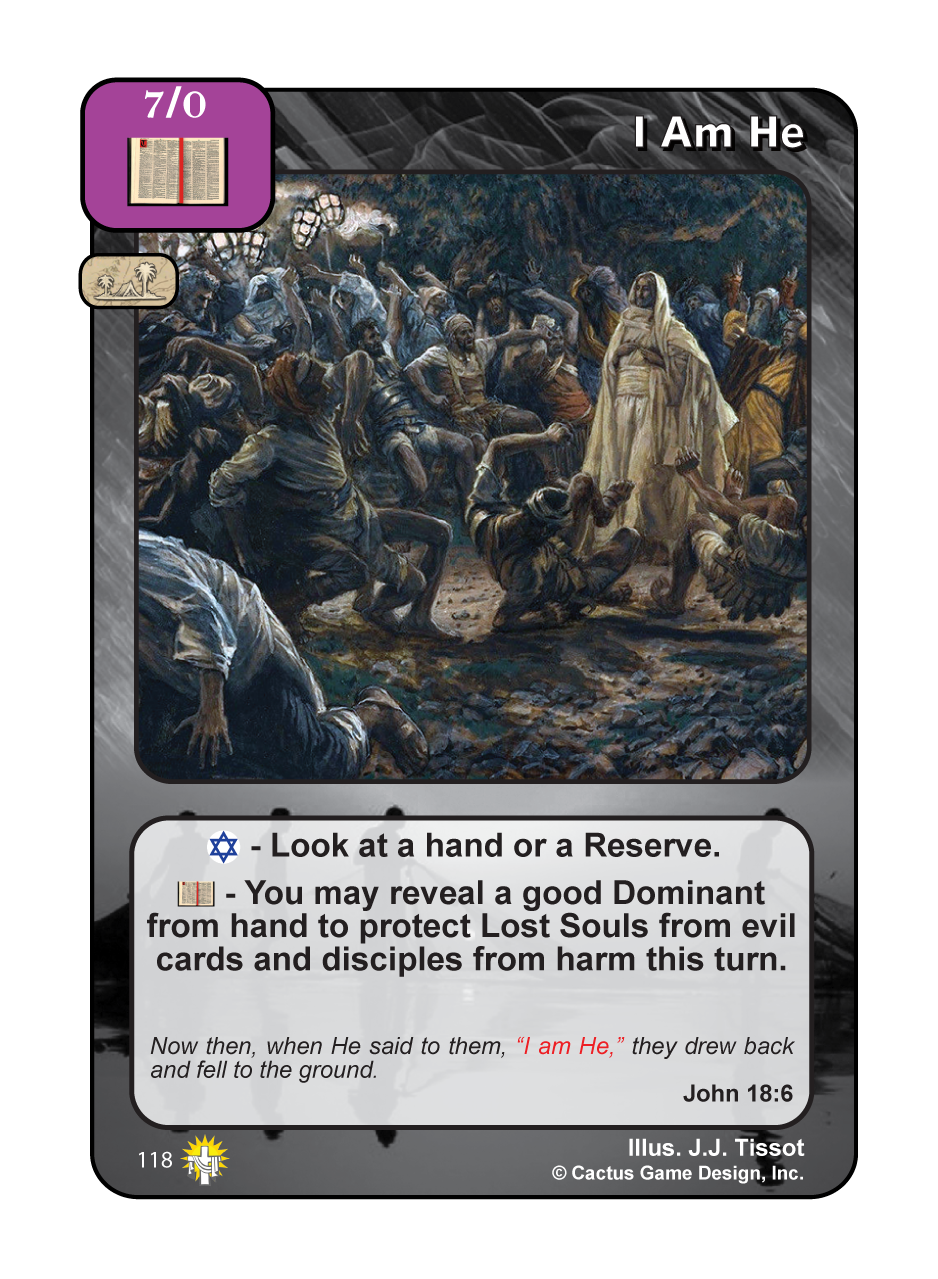 7/0
I Am He
- Look at a hand or a Reserve.
- You may reveal a good Dominant
from hand to protect Lost Souls from evil
cards and disciples from harm this turn.
Now then, when He said to them, “I am He,” they drew back
and fell to the ground.
John 18:6
118
Illus. J.J. Tissot
© Cactus Game Design, Inc.